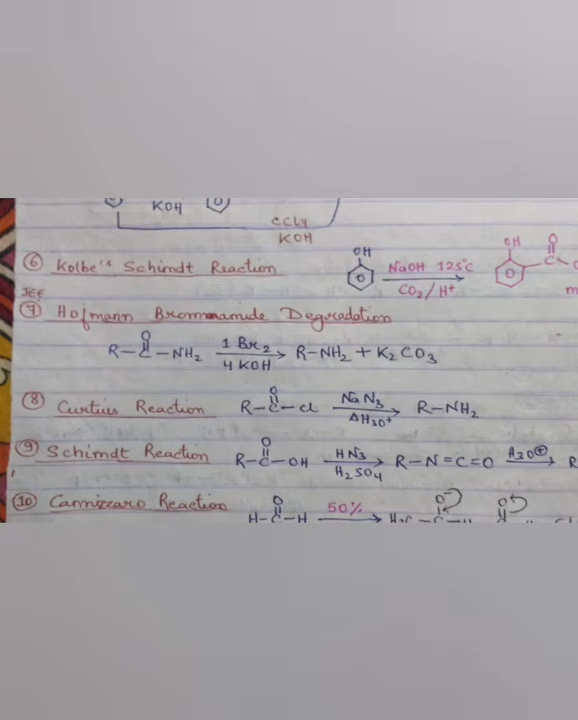 KOH
CCl4
KOH
⑥ Kolbe's Schimdt Reaction OH NaOH 125°c CO2/H+ OH O C
JEE
⑦ Hofmann Bromamamide Degradation
R-C(=O)-NH2 1 Br2 4 KOH → R-NH2 + K2CO3
⑧ Curtius Reaction R-C(=O)-Cl NaN3 ΔH3O+ → R-NH2
⑨ Schimdt Reaction R-C(=O)-OH HN3 H2SO4 → R-N=C=O H3O⊕ → R
⑩ Cannizzaro Reaction H-C(=O)-H 50% →